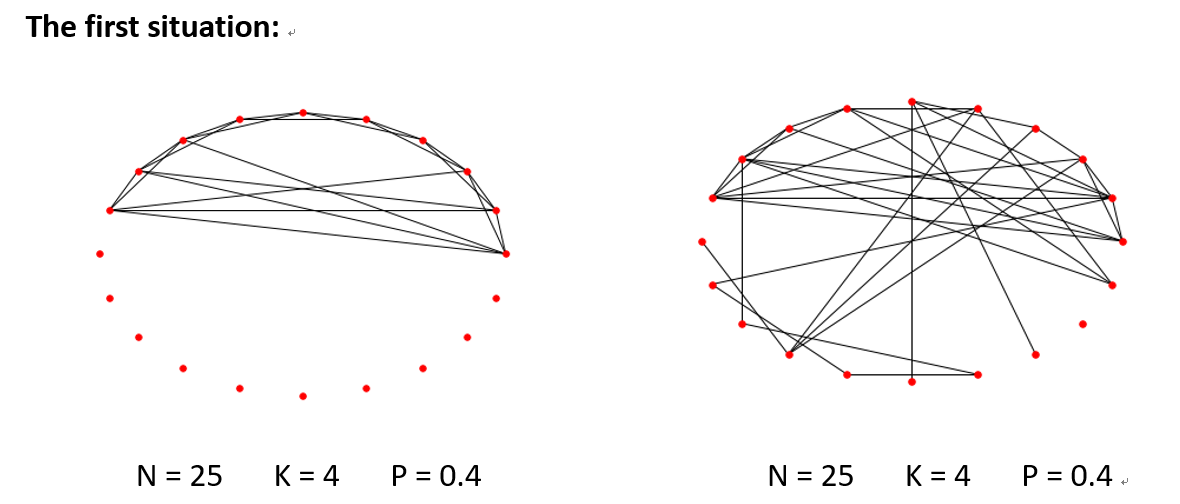 The first situation:
N = 25 K = 4 P = 0.4
N = 25 K = 4 P = 0.4